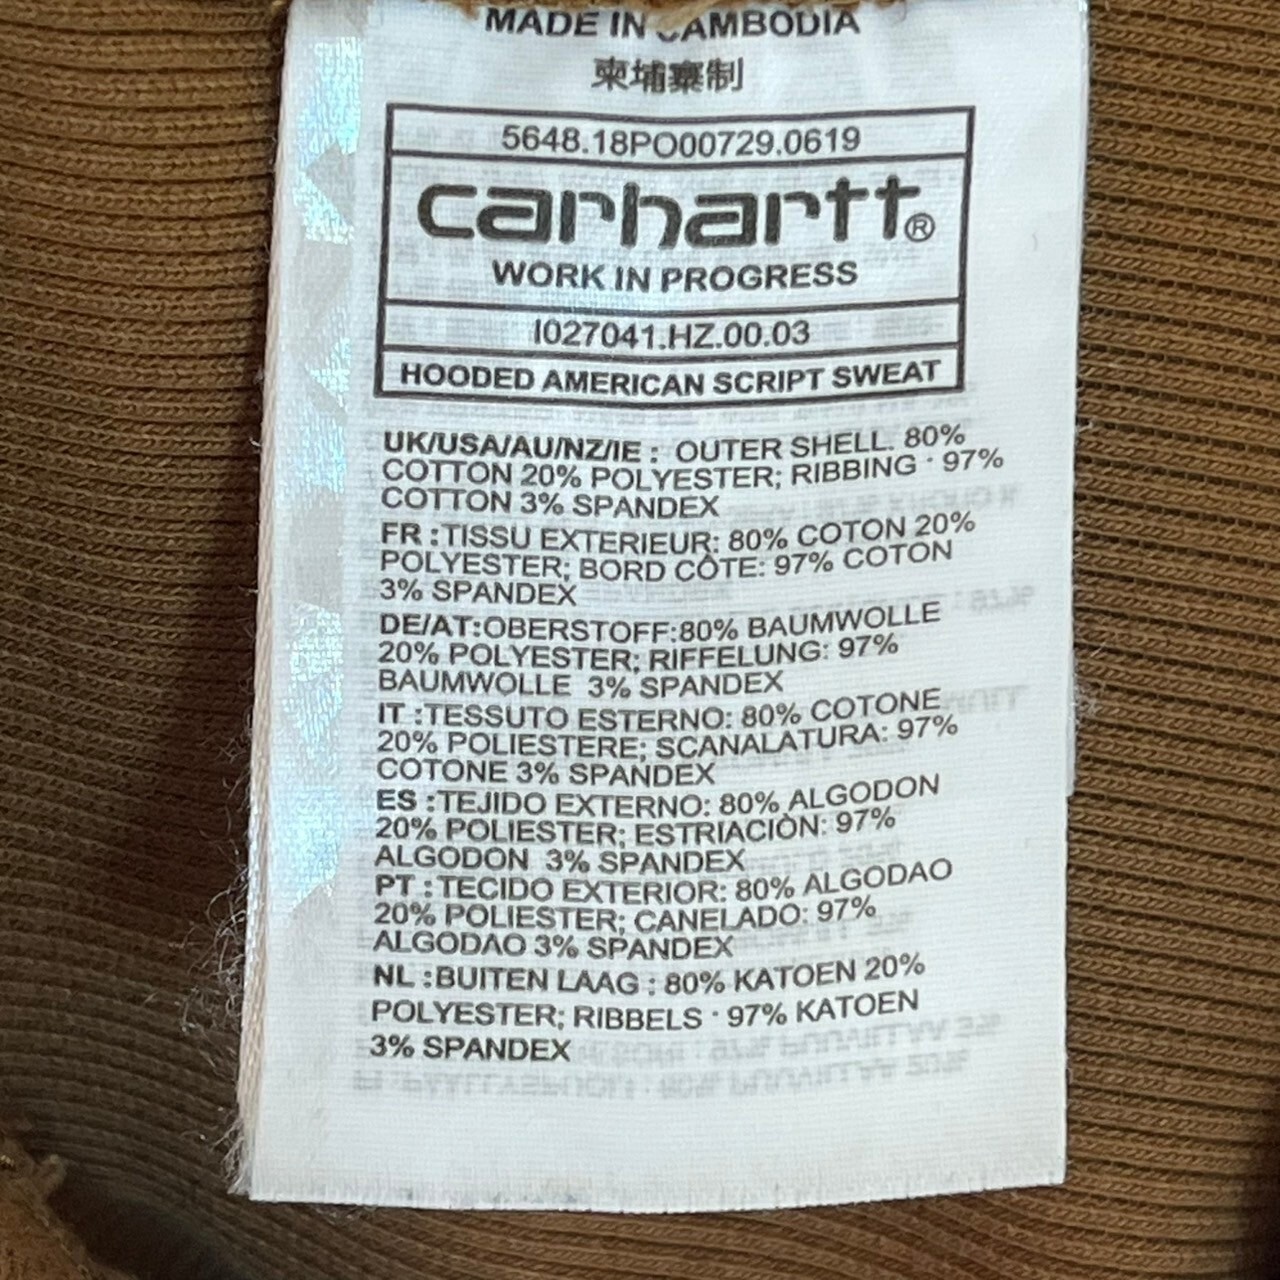 MADE IN CAMBODIA
柬埔寨制
5648.18PO00729.0619
carhartt®
WORK IN PROGRESS
I027041.HZ.00.03
HOODED AMERICAN SCRIPT SWEAT
UK/USA/AU/NZ/IE : OUTER SHELL. 80%
COTTON 20% POLYESTER; RIBBING · 97%
COTTON 3% SPANDEX
FR :TISSU EXTERIEUR: 80% COTON 20%
POLYESTER; BORD CÔTE: 97% COTON
3% SPANDEX
DE/AT:OBERSTOFF:80% BAUMWOLLE
20% POLYESTER; RIFFELUNG: 97%
BAUMWOLLE 3% SPANDEX
IT :TESSUTO ESTERNO: 80% COTONE
20% POLIESTERE; SCANALATURA: 97%
COTONE 3% SPANDEX
ES :TEJIDO EXTERNO: 80% ALGODON
20% POLIESTER; ESTRIACIÓN: 97%
ALGODON 3% SPANDEX
PT :TECIDO EXTERIOR: 80% ALGODAO
20% POLIESTER; CANELADO: 97%
ALGODAO 3% SPANDEX
NL :BUITEN LAAG : 80% KATOEN 20%
POLYESTER; RIBBELS · 97% KATOEN
3% SPANDEX